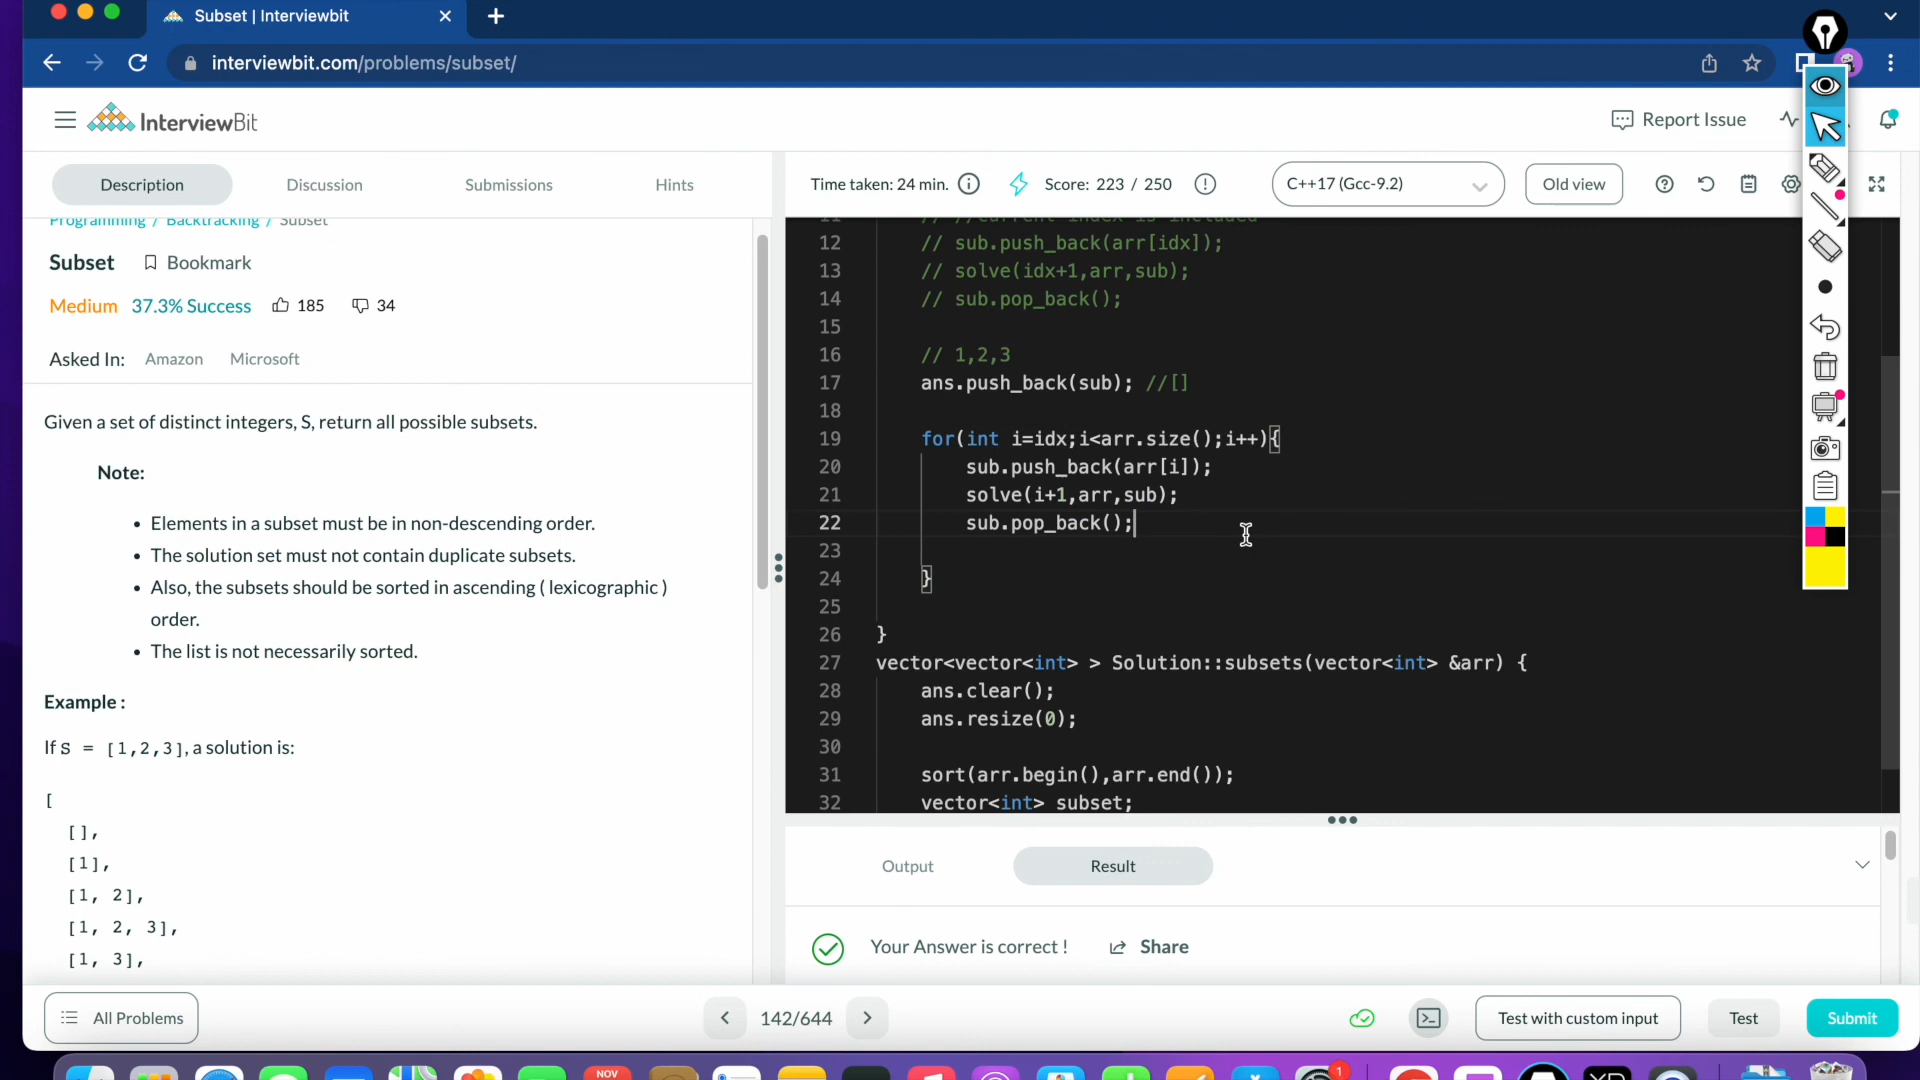 Subset | Interviewbit
interviewbit.com/problems/subset/
InterviewBit
Report Issue
Description Discussion Submissions Hints
Time taken: 24 min. Score: 223 / 250 C++17 (Gcc-9.2) Old view
Programming / Backtracking / Subset
Subset Bookmark
Medium 37.3% Success 185 34
Asked In: Amazon Microsoft
Given a set of distinct integers, S, return all possible subsets.
Note:
• Elements in a subset must be in non-descending order.
• The solution set must not contain duplicate subsets.
• Also, the subsets should be sorted in ascending ( lexicographic )
order.
• The list is not necessarily sorted.
Example :
If S = [1,2,3], a solution is:
[
[],
[1],
[1, 2],
[1, 2, 3],
[1, 3],
11 // //current index is included
12 // sub.push_back(arr[idx]);
13 // solve(idx+1,arr,sub);
14 // sub.pop_back();
15
16 // 1,2,3
17 ans.push_back(sub); //[]
18
19 for(int i=idx;i<arr.size();i++){
20 sub.push_back(arr[i]);
21 solve(i+1,arr,sub);
22 sub.pop_back();
23
24 }
25
26 }
27 vector<vector<int> > Solution::subsets(vector<int> &arr) {
28 ans.clear();
29 ans.resize(0);
30
31 sort(arr.begin(),arr.end());
32 vector<int> subset;
Output Result
Your Answer is correct ! Share
All Problems 142/644 Test with custom input Test Submit
NOV 1